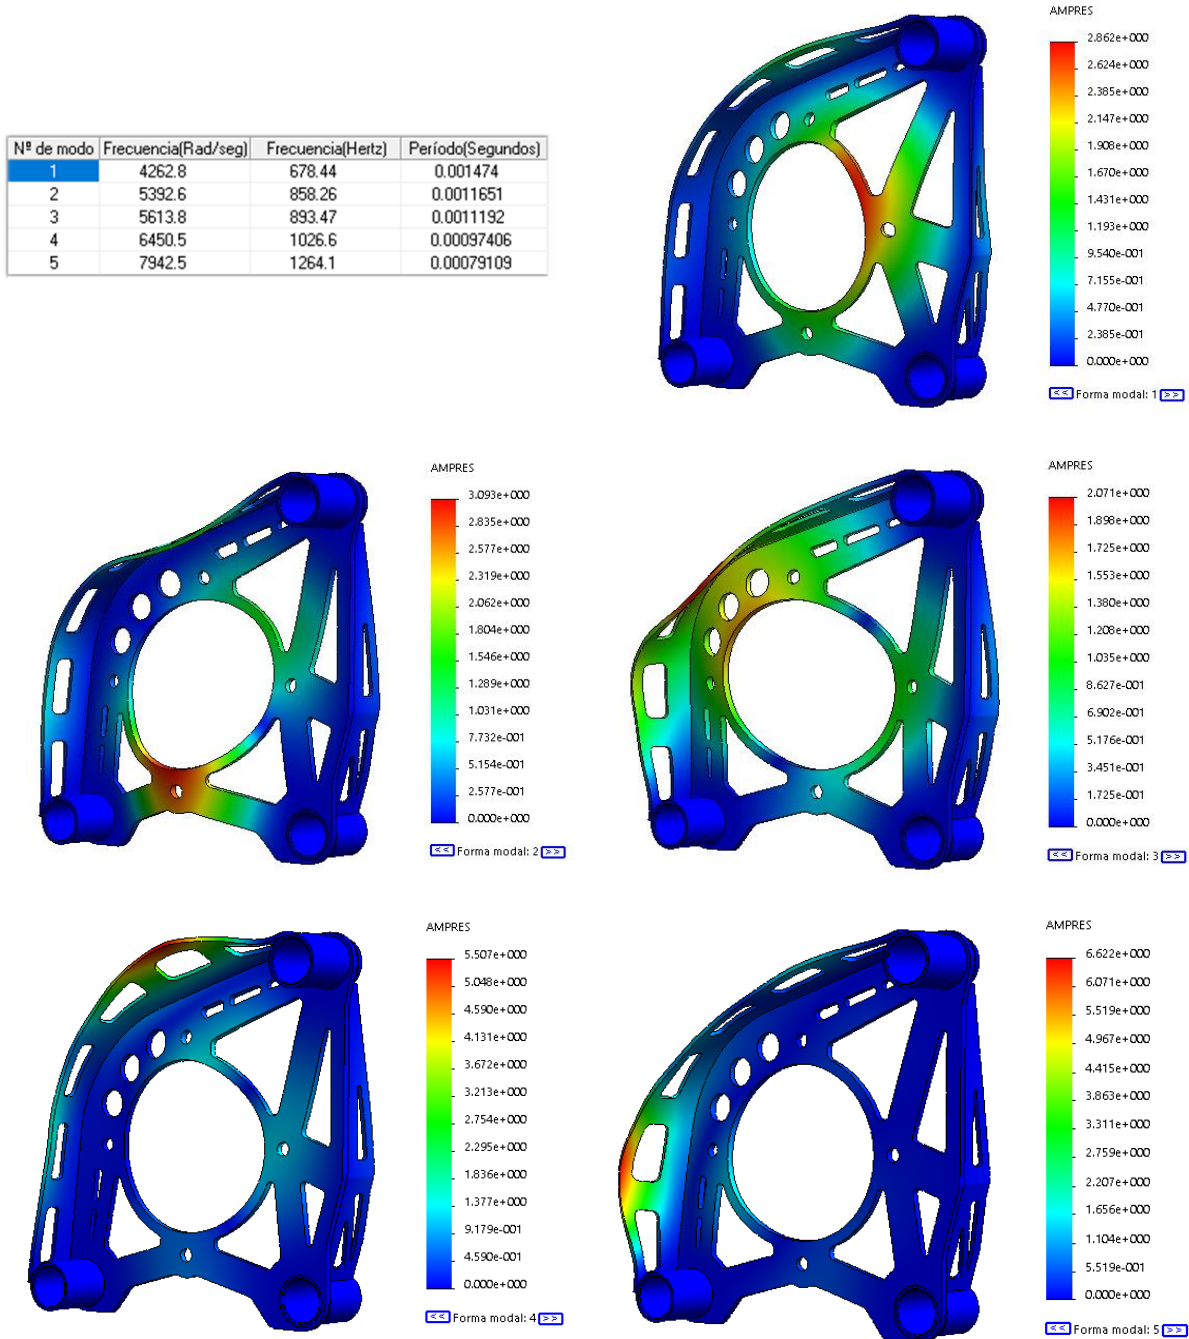 Nº de modo Frecuencia(Rad/seg) Frecuencia(Hertz) Período(Segundos)
1 4262.8 678.44 0.001474
2 5392.6 858.26 0.0011651
3 5613.8 893.47 0.0011192
4 6450.5 1026.6 0.00097406
5 7942.5 1264.1 0.00079109
AMPRES
2.862e+000
2.624e+000
2.385e+000
2.147e+000
1.908e+000
1.670e+000
1.431e+000
1.193e+000
9.540e-001
7.155e-001
4.770e-001
2.385e-001
0.000e+000
<< Forma modal: 1 >>
AMPRES
3.093e+000
2.835e+000
2.577e+000
2.319e+000
2.062e+000
1.804e+000
1.546e+000
1.289e+000
1.031e+000
7.732e-001
5.154e-001
2.577e-001
0.000e+000
<< Forma modal: 2 >>
AMPRES
2.071e+000
1.898e+000
1.725e+000
1.553e+000
1.380e+000
1.208e+000
1.035e+000
8.627e-001
6.902e-001
5.176e-001
3.451e-001
1.725e-001
0.000e+000
<< Forma modal: 3 >>
AMPRES
5.507e+000
5.048e+000
4.590e+000
4.131e+000
3.672e+000
3.213e+000
2.754e+000
2.295e+000
1.836e+000
1.377e+000
9.179e-001
4.590e-001
0.000e+000
<< Forma modal: 4 >>
AMPRES
6.622e+000
6.071e+000
5.519e+000
4.967e+000
4.415e+000
3.863e+000
3.311e+000
2.759e+000
2.207e+000
1.656e+000
1.104e+000
5.519e-001
0.000e+000
<< Forma modal: 5 >>